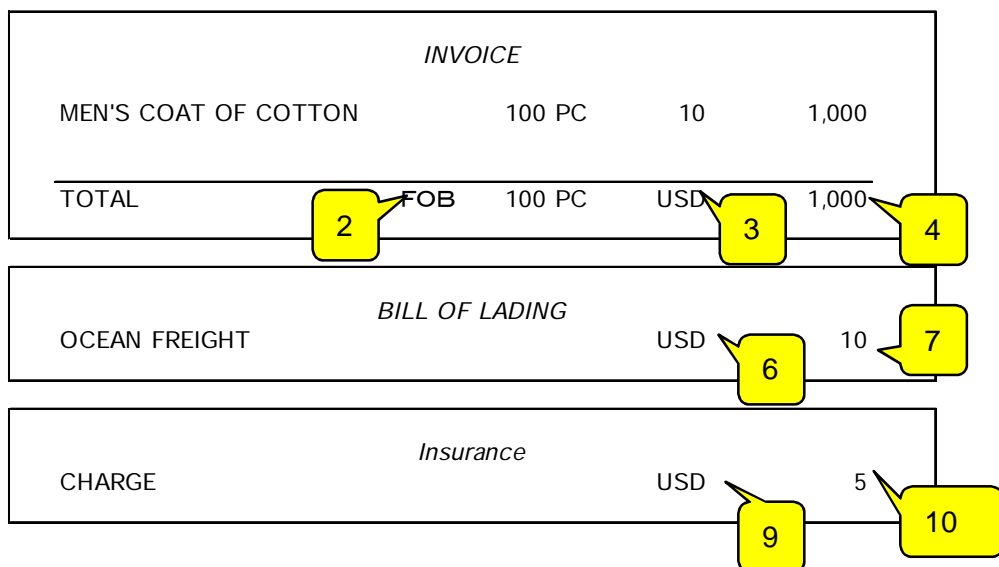 INVOICE
MEN'S COAT OF COTTON 100 PC 10 1,000
TOTAL FOB 100 PC USD 1,000
2 3 4
BILL OF LADING
OCEAN FREIGHT USD 10
6 7
Insurance
CHARGE USD 5
9 10